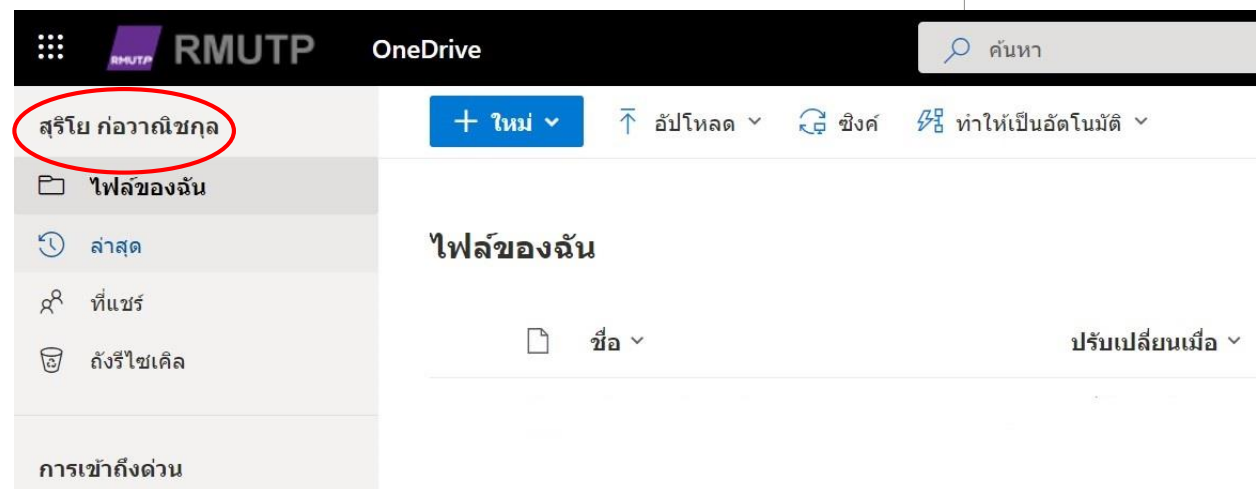 RMUTP RMUTP OneDrive ค้นหา
สุริโย ก่อวาณิชกุล
ใหม่ อัปโหลด ซิงค์ ทำให้เป็นอัตโนมัติ
ไฟล์ของฉัน
ล่าสุด
ที่แชร์
ถังรีไซเคิล
การเข้าถึงด่วน
ไฟล์ของฉัน
ชื่อ ปรับเปลี่ยนเมื่อ